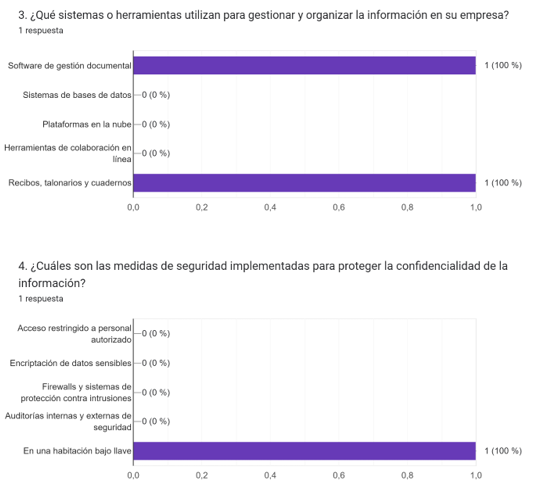 3. ¿Qué sistemas o herramientas utilizan para gestionar y organizar la información en su empresa?
1 respuesta
Software de gestión documental 1 (100 %)
Sistemas de bases de datos 0 (0 %)
Plataformas en la nube 0 (0 %)
Herramientas de colaboración en
línea 0 (0 %)
Recibos, talonarios y cuadernos 1 (100 %)
0,0 0,2 0,4 0,6 0,8 1,0
4. ¿Cuáles son las medidas de seguridad implementadas para proteger la confidencialidad de la
información?
1 respuesta
Acceso restringido a personal
autorizado 0 (0 %)
Encriptación de datos sensibles 0 (0 %)
Firewalls y sistemas de
protección contra intrusiones 0 (0 %)
Auditorías internas y externas de
seguridad 0 (0 %)
En una habitación bajo llave 1 (100 %)
0,0 0,2 0,4 0,6 0,8 1,0